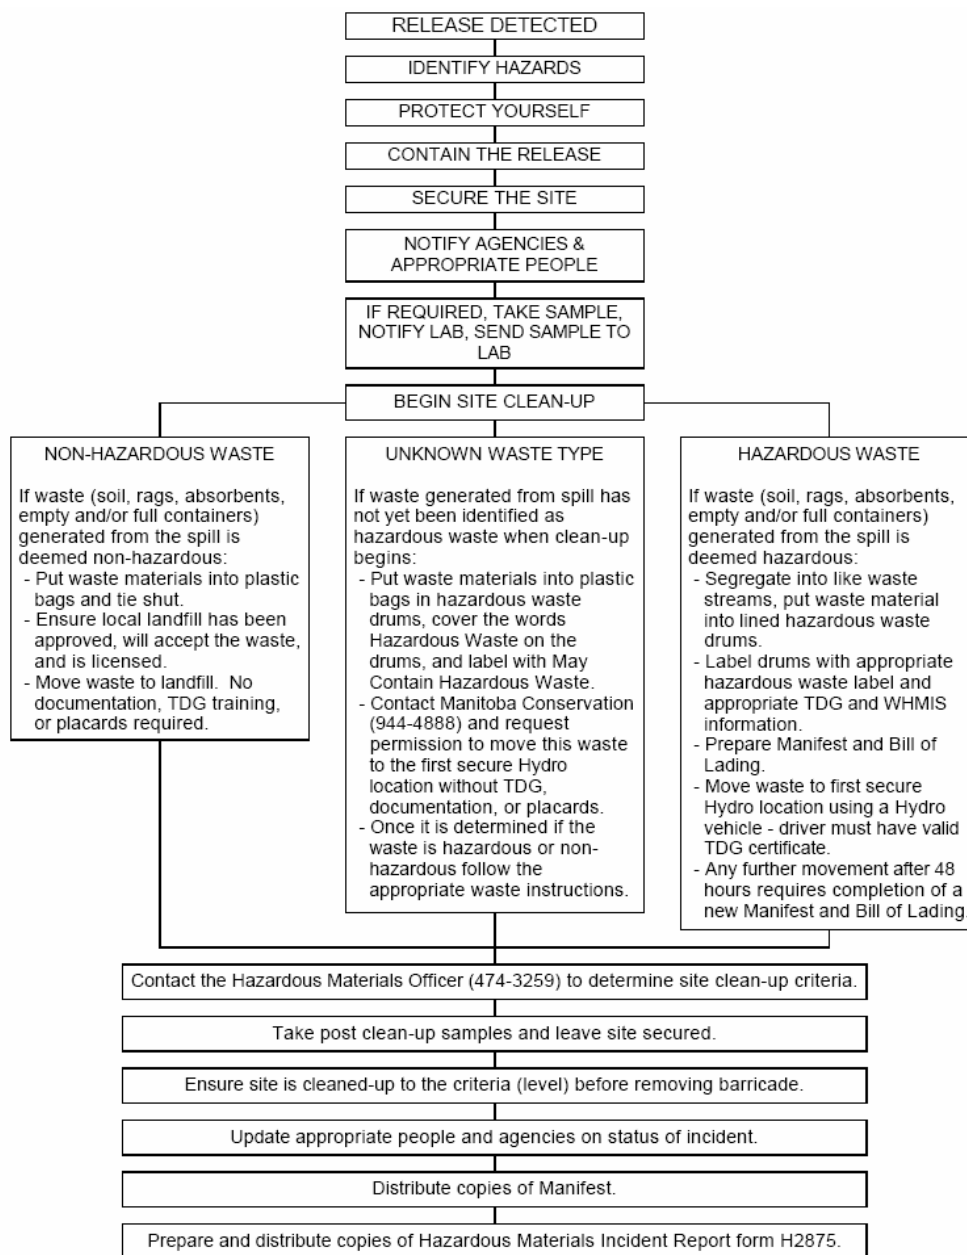 RELEASE DETECTED
IDENTIFY HAZARDS
PROTECT YOURSELF
CONTAIN THE RELEASE
SECURE THE SITE
NOTIFY AGENCIES &
APPROPRIATE PEOPLE
IF REQUIRED, TAKE SAMPLE,
NOTIFY LAB, SEND SAMPLE TO
LAB
BEGIN SITE CLEAN-UP
NON-HAZARDOUS WASTE
If waste (soil, rags, absorbents,
empty and/or full containers)
generated from the spill is
deemed non-hazardous:
- Put waste materials into plastic
bags and tie shut.
- Ensure local landfill has been
approved, will accept the waste,
and is licensed.
- Move waste to landfill. No
documentation, TDG training,
or placards required.
UNKNOWN WASTE TYPE
If waste generated from spill has
not yet been identified as
hazardous waste when clean-up
begins:
- Put waste materials into plastic
bags in hazardous waste
drums, cover the words
Hazardous Waste on the
drums, and label with May
Contain Hazardous Waste.
- Contact Manitoba Conservation
(944-4888) and request
permission to move this waste
to the first secure Hydro
location without TDG,
documentation, or placards.
- Once it is determined if the
waste is hazardous or non-
hazardous follow the
appropriate waste instructions.
HAZARDOUS WASTE
If waste (soil, rags, absorbents,
empty and/or full containers)
generated from the spill is
deemed hazardous:
- Segregate into like waste
streams, put waste material
into lined hazardous waste
drums.
- Label drums with appropriate
hazardous waste label and
appropriate TDG and WHMIS
information.
- Prepare Manifest and Bill of
Lading.
- Move waste to first secure
Hydro location using a Hydro
vehicle - driver must have valid
TDG certificate.
- Any further movement after 48
hours requires completion of a
new Manifest and Bill of Lading.
Contact the Hazardous Materials Officer (474-3259) to determine site clean-up criteria.
Take post clean-up samples and leave site secured.
Ensure site is cleaned-up to the criteria (level) before removing barricade.
Update appropriate people and agencies on status of incident.
Distribute copies of Manifest.
Prepare and distribute copies of Hazardous Materials Incident Report form H2875.